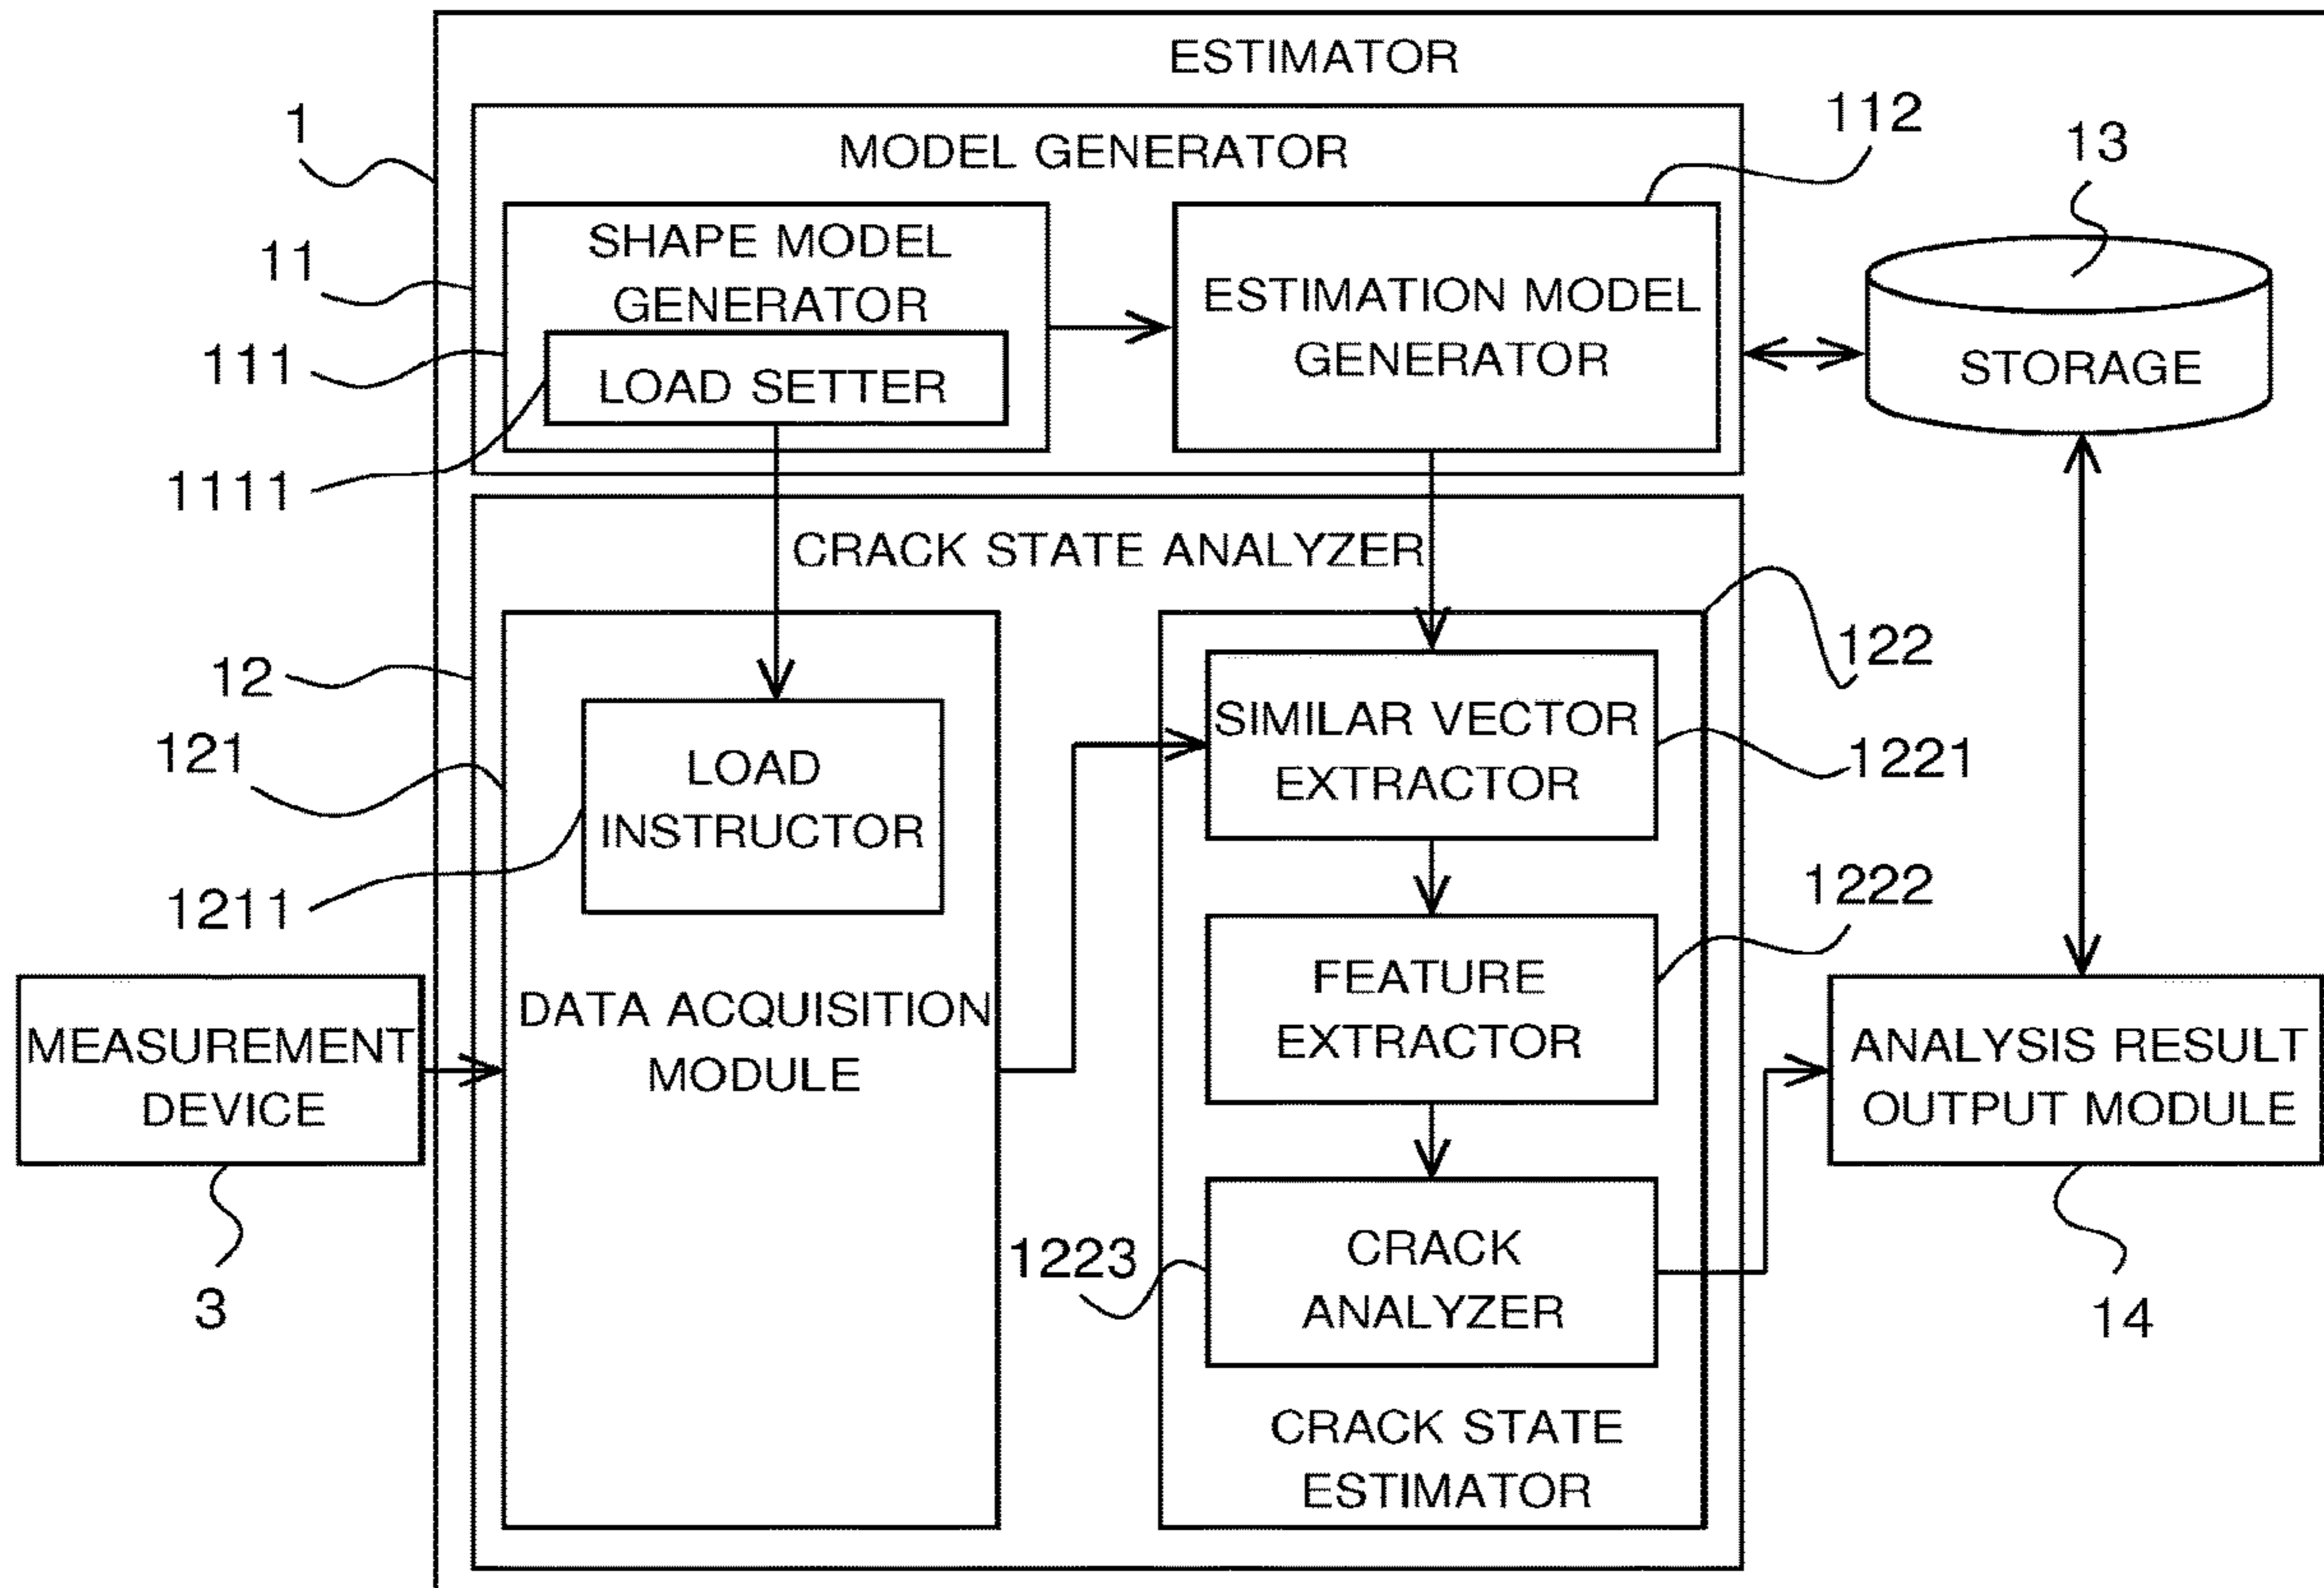 ESTIMATOR
1
MODEL GENERATOR
112
13
11
SHAPE MODEL
GENERATOR
ESTIMATION MODEL
GENERATOR
111
LOAD SETTER
STORAGE
1111
CRACK STATE ANALYZER
12
122
121
LOAD
INSTRUCTOR
SIMILAR VECTOR
EXTRACTOR
1221
1211
1222
MEASUREMENT
DEVICE
DATA ACQUISITION
MODULE
FEATURE
EXTRACTOR
ANALYSIS RESULT
OUTPUT MODULE
3
1223
CRACK
ANALYZER
14
CRACK STATE
ESTIMATOR